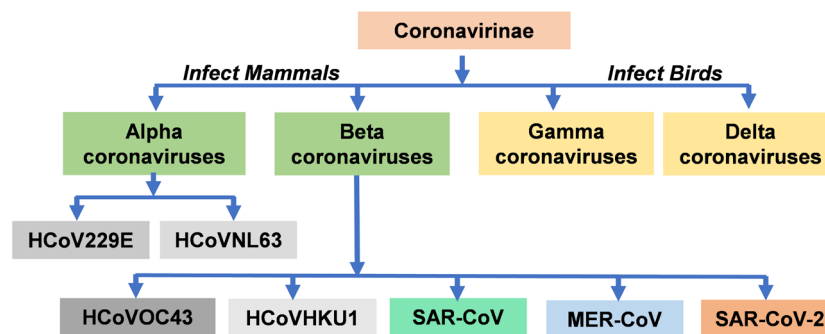 Coronavirinae
Infect Mammals
Infect Birds
Alpha
coronaviruses
Beta
coronaviruses
Gamma
coronaviruses
Delta
coronaviruses
HCoV229E
HCoVNL63
HCoVOC43
HCoVHKU1
SAR-CoV
MER-CoV
SAR-CoV-2